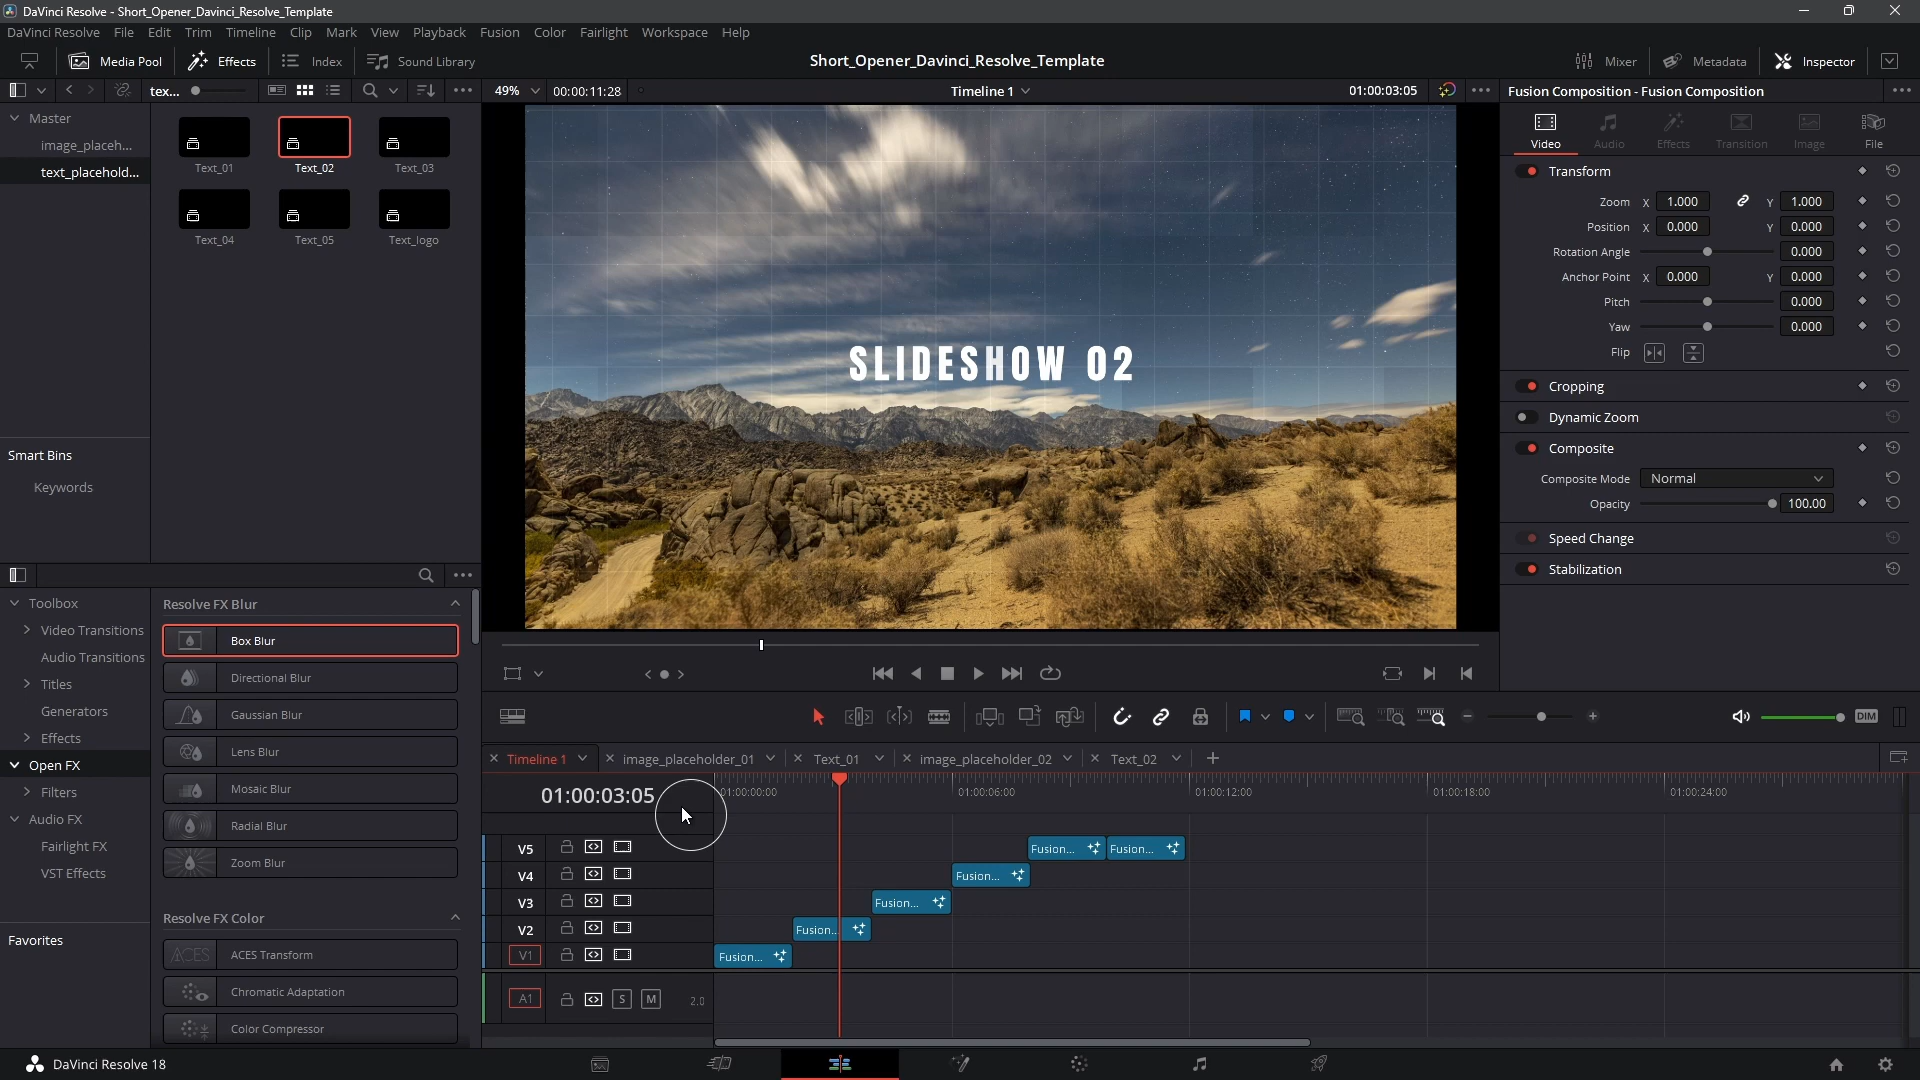 DaVinci Resolve - Short_Opener_Davinci_Resolve_Template
DaVinci Resolve File Edit Trim Timeline Clip Mark View Playback Fusion Color Fairlight Workspace Help
Media Pool Effects Index Sound Library Short_Opener_Davinci_Resolve_Template Mixer Metadata Inspector
tex... 49% 00:00:11:28 Timeline 1 01:00:03:05 Fusion Composition - Fusion Composition
Master
image_placeh...
text_placehold...
Text_01 Text_02 Text_03
Text_04 Text_05 Text_logo
Smart Bins
Keywords
SLIDESHOW 02
Video Audio Effects Transition Image File
Transform
Zoom X 1.000 Y 1.000
Position X 0.000 Y 0.000
Rotation Angle 0.000
Anchor Point X 0.000 Y 0.000
Pitch 0.000
Yaw 0.000
Flip
Cropping
Dynamic Zoom
Composite
Composite Mode Normal
Opacity 100.00
Speed Change
Stabilization
Toolbox
Video Transitions
Audio Transitions
Titles
Generators
Effects
Open FX
Filters
Audio FX
Fairlight FX
VST Effects
Favorites
Resolve FX Blur
Box Blur
Directional Blur
Gaussian Blur
Lens Blur
Mosaic Blur
Radial Blur
Zoom Blur
Resolve FX Color
ACES ACES Transform
Chromatic Adaptation
Color Compressor
DIM
Timeline 1 image_placeholder_01 Text_01 image_placeholder_02 Text_02
01:00:03:05 01:00:00:00 01:00:06:00 01:00:12:00 01:00:18:00 01:00:24:00
V5 Fusion... Fusion...
V4 Fusion...
V3 Fusion...
V2 Fusion...
V1 Fusion...
A1 S M 2.0
DaVinci Resolve 18